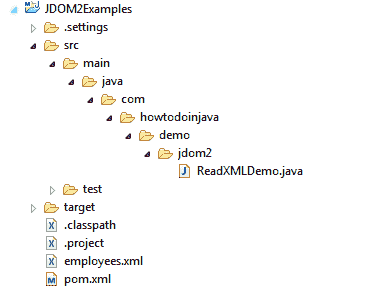 JDOM2Examples
.settings
src
main
java
com
howtodoinjava
demo
jdom2
ReadXMLDemo.java
test
target
.classpath
.project
employees.xml
pom.xml